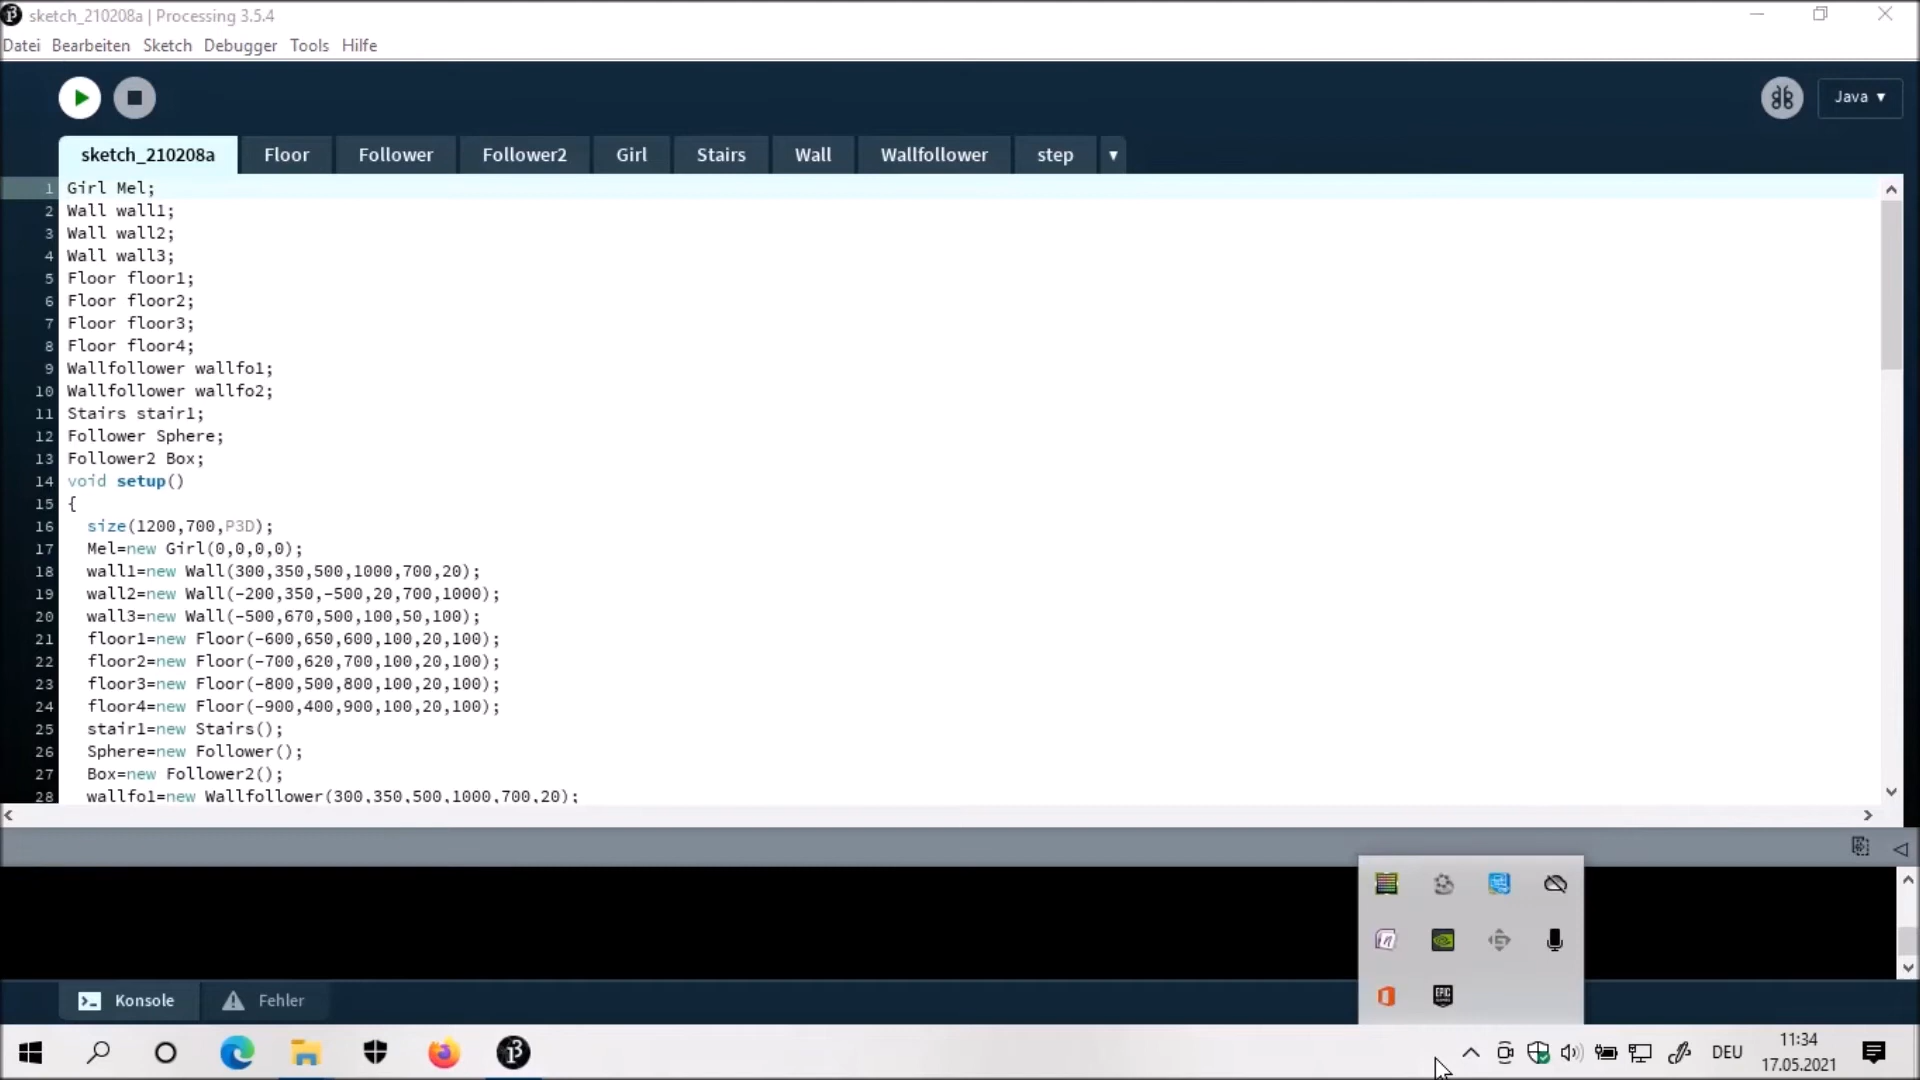 sketch_210208a | Processing 3.5.4
Datei Bearbeiten Sketch Debugger Tools Hilfe
Java ▾
sketch_210208a Floor Follower Follower2 Girl Stairs Wall Wallfollower step ▾
1 Girl Mel;
2 Wall wall1;
3 Wall wall2;
4 Wall wall3;
5 Floor floor1;
6 Floor floor2;
7 Floor floor3;
8 Floor floor4;
9 Wallfollower wallfo1;
10 Wallfollower wallfo2;
11 Stairs stair1;
12 Follower Sphere;
13 Follower2 Box;
14 void setup()
15 {
16 size(1200,700,P3D);
17 Mel=new Girl(0,0,0,0);
18 wall1=new Wall(300,350,500,1000,700,20);
19 wall2=new Wall(-200,350,-500,20,700,1000);
20 wall3=new Wall(-500,670,500,100,50,100);
21 floor1=new Floor(-600,650,600,100,20,100);
22 floor2=new Floor(-700,620,700,100,20,100);
23 floor3=new Floor(-800,500,800,100,20,100);
24 floor4=new Floor(-900,400,900,100,20,100);
25 stair1=new Stairs();
26 Sphere=new Follower();
27 Box=new Follower2();
28 wallfo1=new Wallfollower(300,350,500,1000,700,20);
EPIC
Konsole Fehler
DEU
11:34
17.05.2021